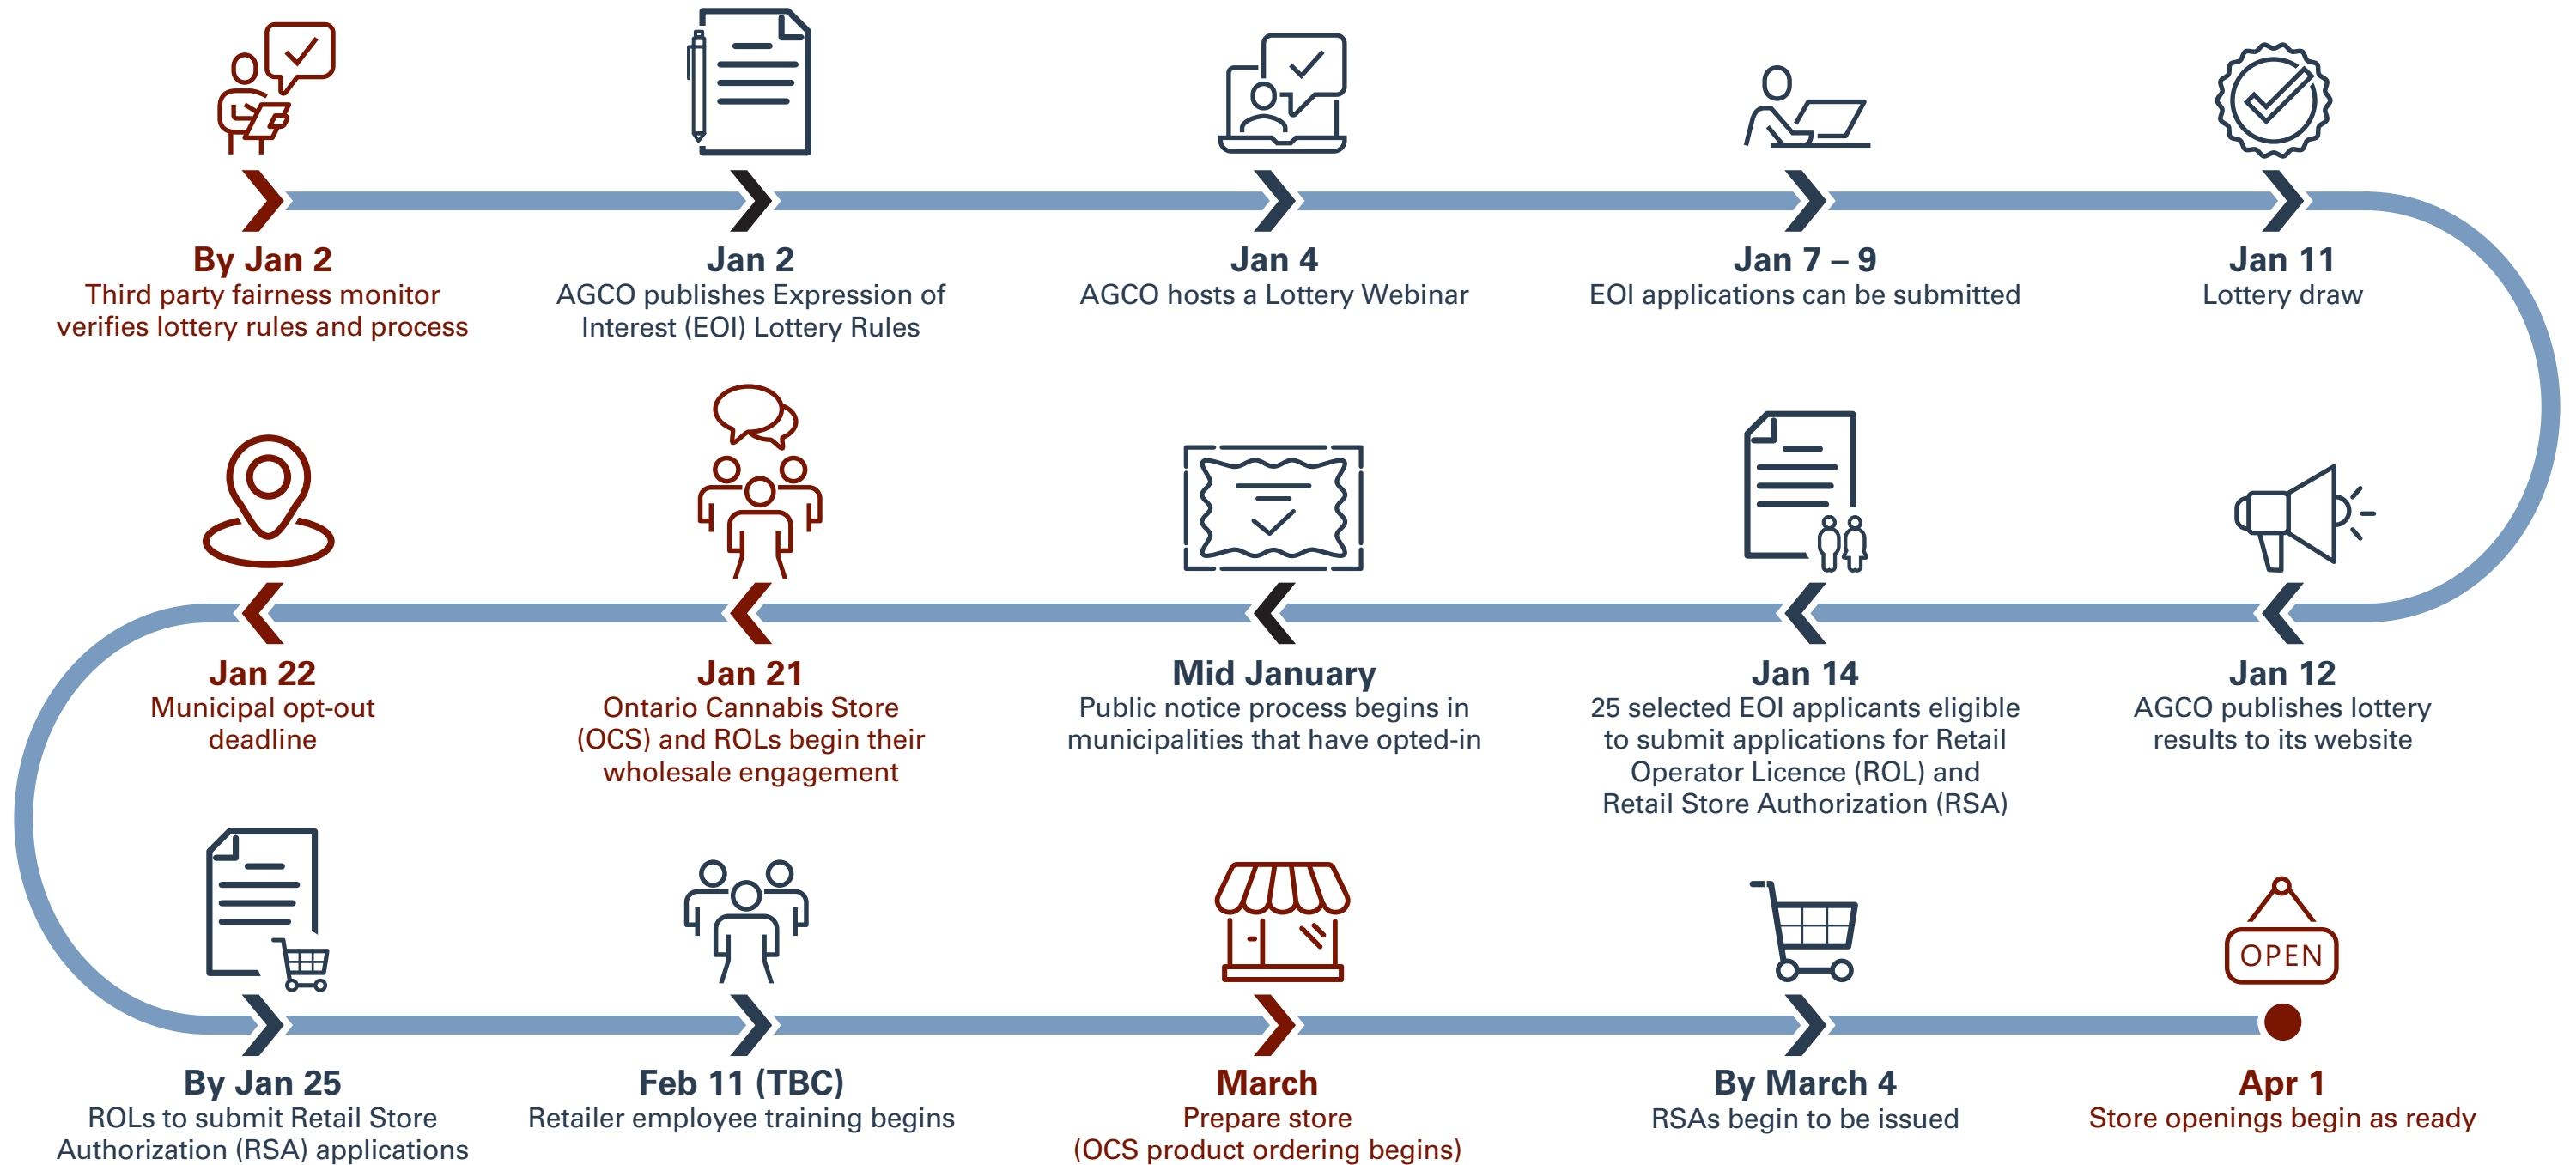 By Jan 2
Third party fairness monitor
verifies lottery rules and process
Jan 2
AGCO publishes Expression of
Interest (EOI) Lottery Rules
Jan 4
AGCO hosts a Lottery Webinar
Jan 7 – 9
EOI applications can be submitted
Jan 11
Lottery draw
Jan 12
AGCO publishes lottery
results to its website
Jan 14
25 selected EOI applicants eligible
to submit applications for Retail
Operator Licence (ROL) and
Retail Store Authorization (RSA)
Mid January
Public notice process begins in
municipalities that have opted-in
Jan 21
Ontario Cannabis Store
(OCS) and ROLs begin their
wholesale engagement
Jan 22
Municipal opt-out
deadline
By Jan 25
ROLs to submit Retail Store
Authorization (RSA) applications
Feb 11 (TBC)
Retailer employee training begins
March
Prepare store
(OCS product ordering begins)
By March 4
RSAs begin to be issued
OPEN
Apr 1
Store openings begin as ready